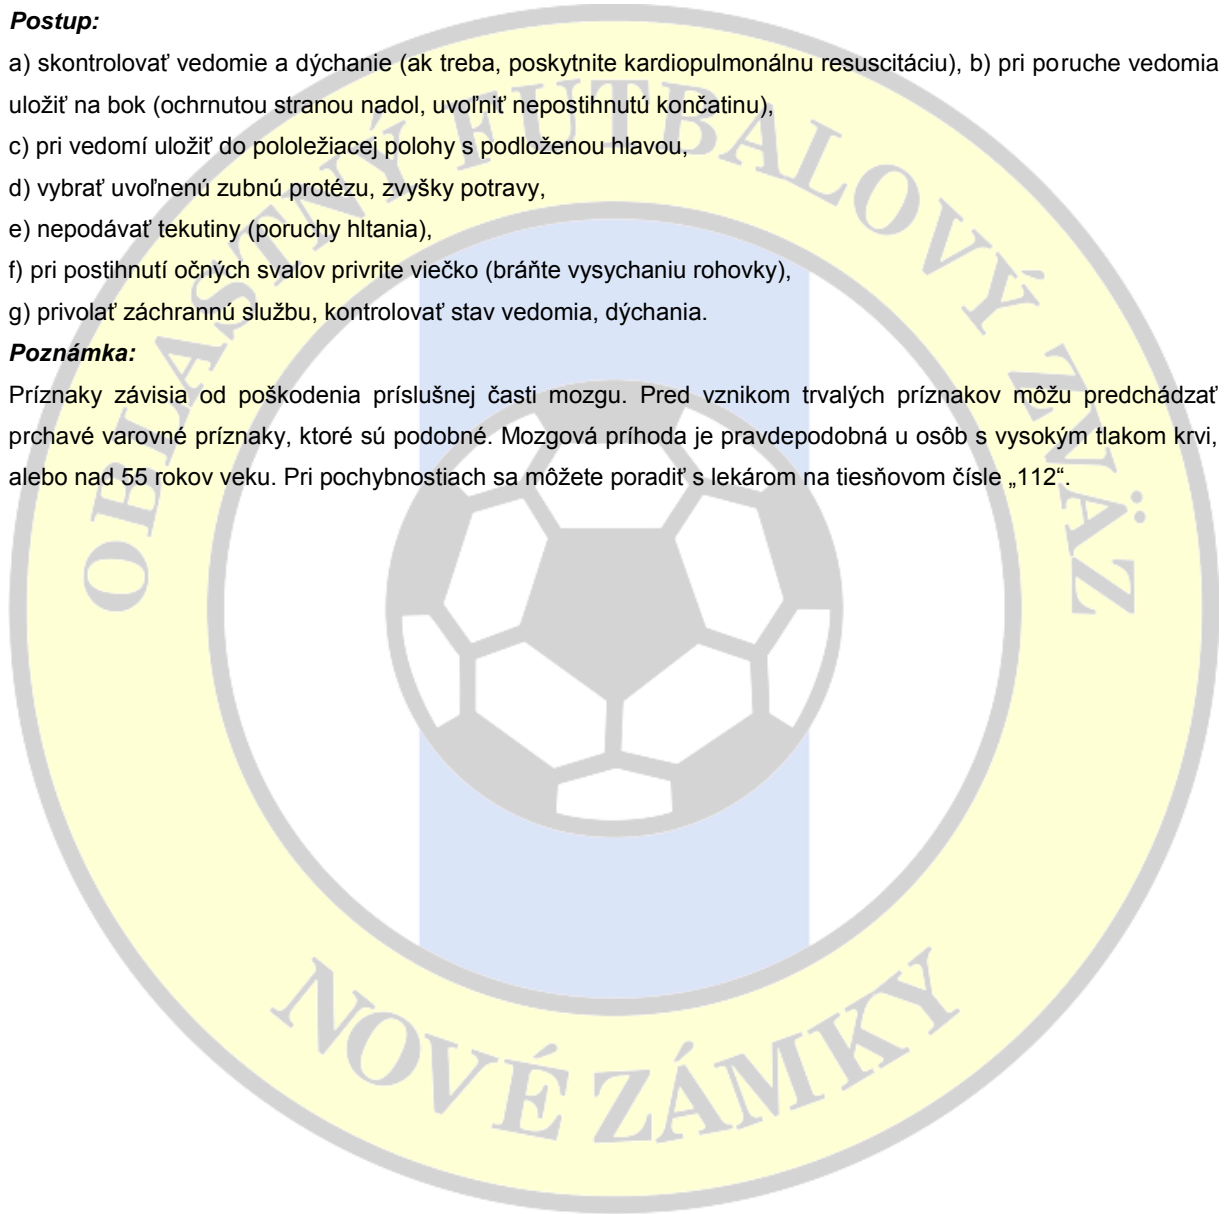 Postup:
a) skontrolovať vedomie a dýchanie (ak treba, poskytnite kardiopulmonálnu resuscitáciu), b) pri poruche vedomia
uložiť na bok (ochrnutou stranou nadol, uvoľniť nepostihnutú končatinu),
c) pri vedomí uložiť do pololežiacej polohy s podloženou hlavou,
d) vybrať uvoľnenú zubnú protézu, zvyšky potravy,
e) nepodávať tekutiny (poruchy hltania),
f) pri postihnutí očných svalov privrite viečko (bráňte vysychaniu rohovky),
g) privolať záchrannú službu, kontrolovať stav vedomia, dýchania.
Poznámka:
Príznaky závisia od poškodenia príslušnej časti mozgu. Pred vznikom trvalých príznakov môžu predchádzať
prchavé varovné príznaky, ktoré sú podobné. Mozgová príhoda je pravdepodobná u osôb s vysokým tlakom krvi,
alebo nad 55 rokov veku. Pri pochybnostiach sa môžete poradiť s lekárom na tiesňovom čísle „112“.
OBLASTNÝ FUTBALOVÝ ZVÄZ
NOVÉ ZÁMKY